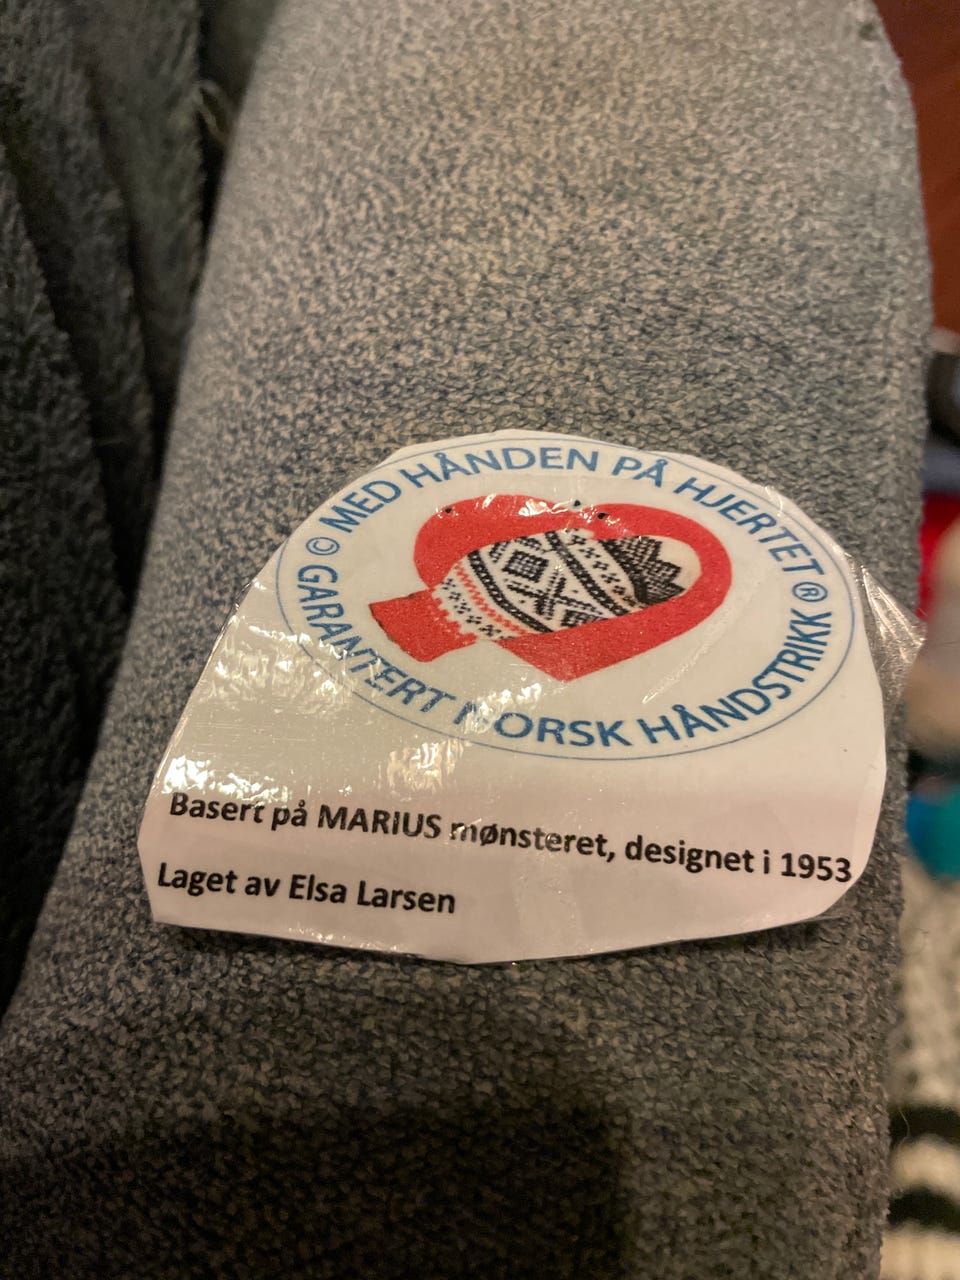 © MED HÅNDEN PÅ HJERTET ®
GARANTERT NORSK HÅNDSTRIKK
Basert på MARIUS mønsteret, designet i 1953
Laget av Elsa Larsen